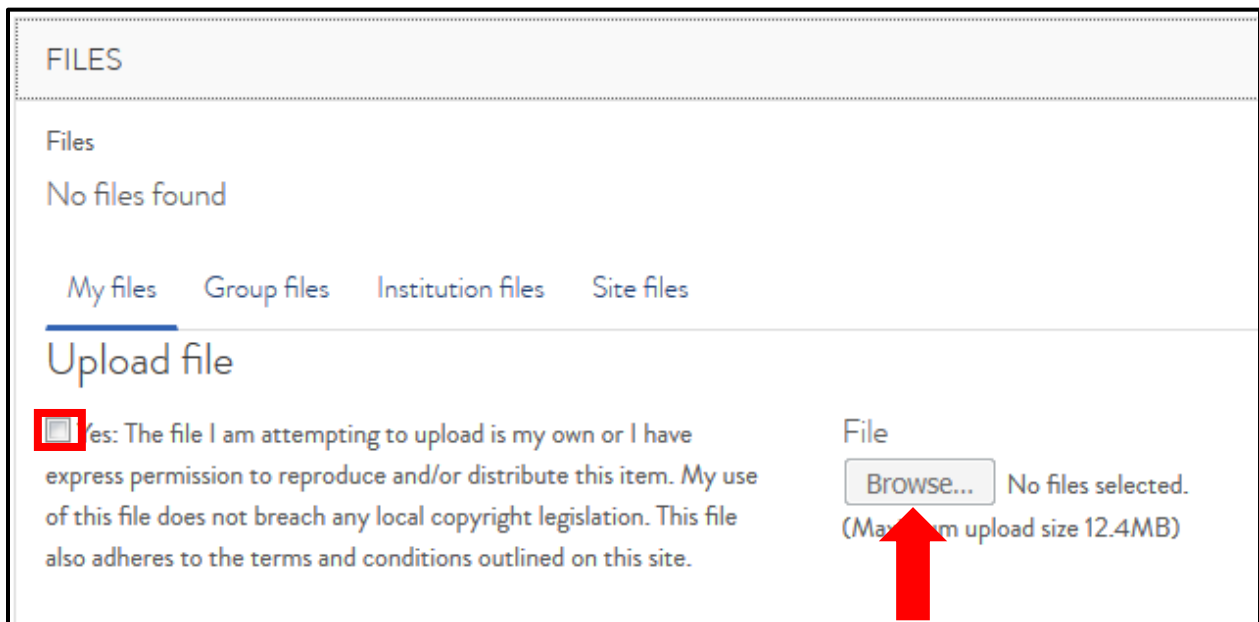 FILES
Files
No files found
My files Group files Institution files Site files
Upload file
Yes: The file I am attempting to upload is my own or I have
express permission to reproduce and/or distribute this item. My use
of this file does not breach any local copyright legislation. This file
also adheres to the terms and conditions outlined on this site.
File
Browse... No files selected.
(Maximum upload size 12.4MB)